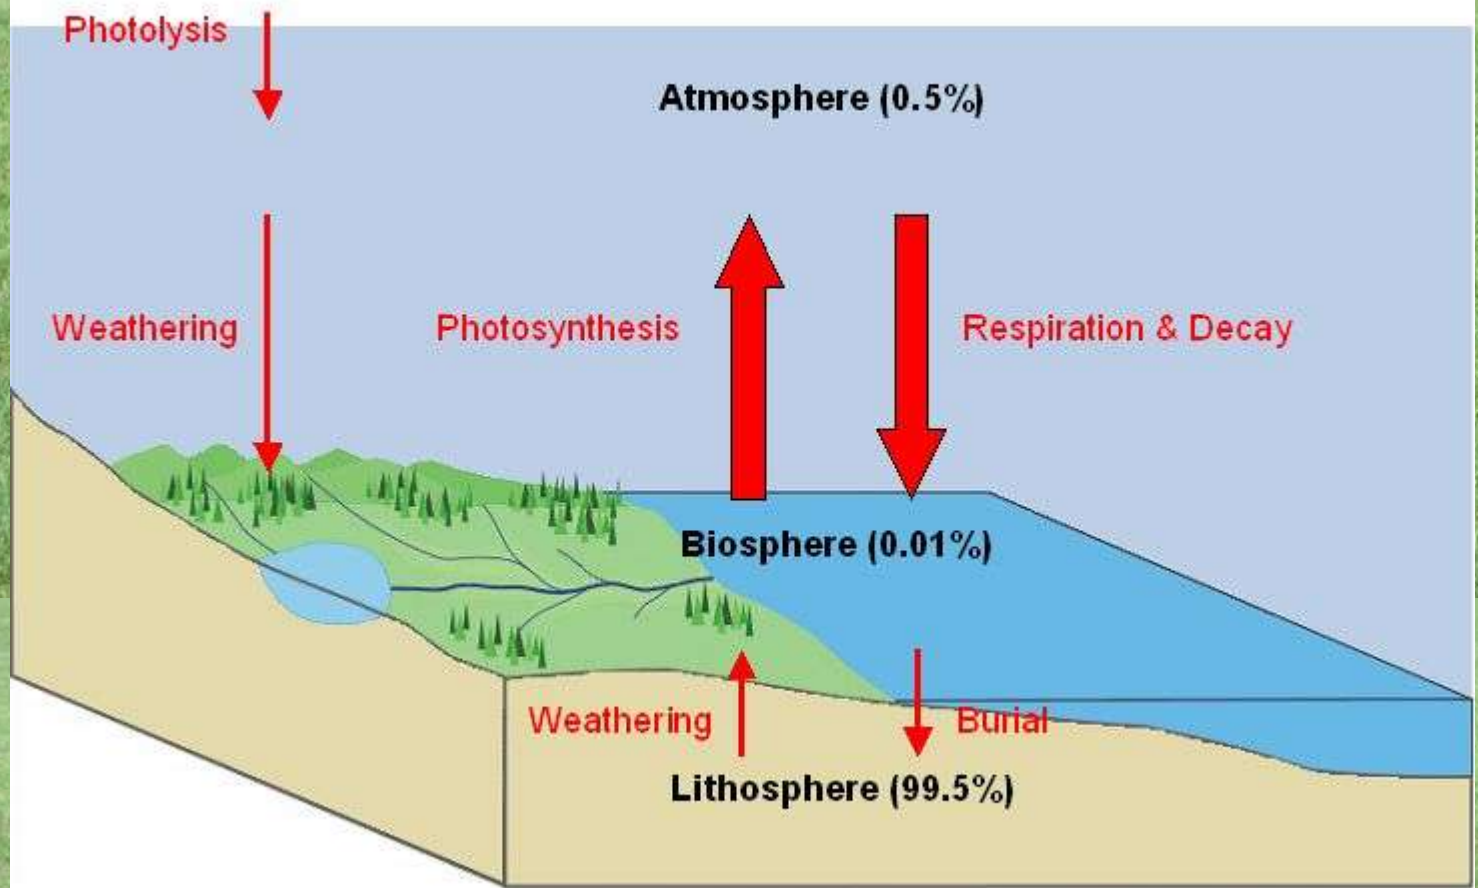 Photolysis
Atmosphere (0.5%)
Weathering
Photosynthesis
Respiration & Decay
Biosphere (0.01%)
Weathering
Burial
Lithosphere (99.5%)